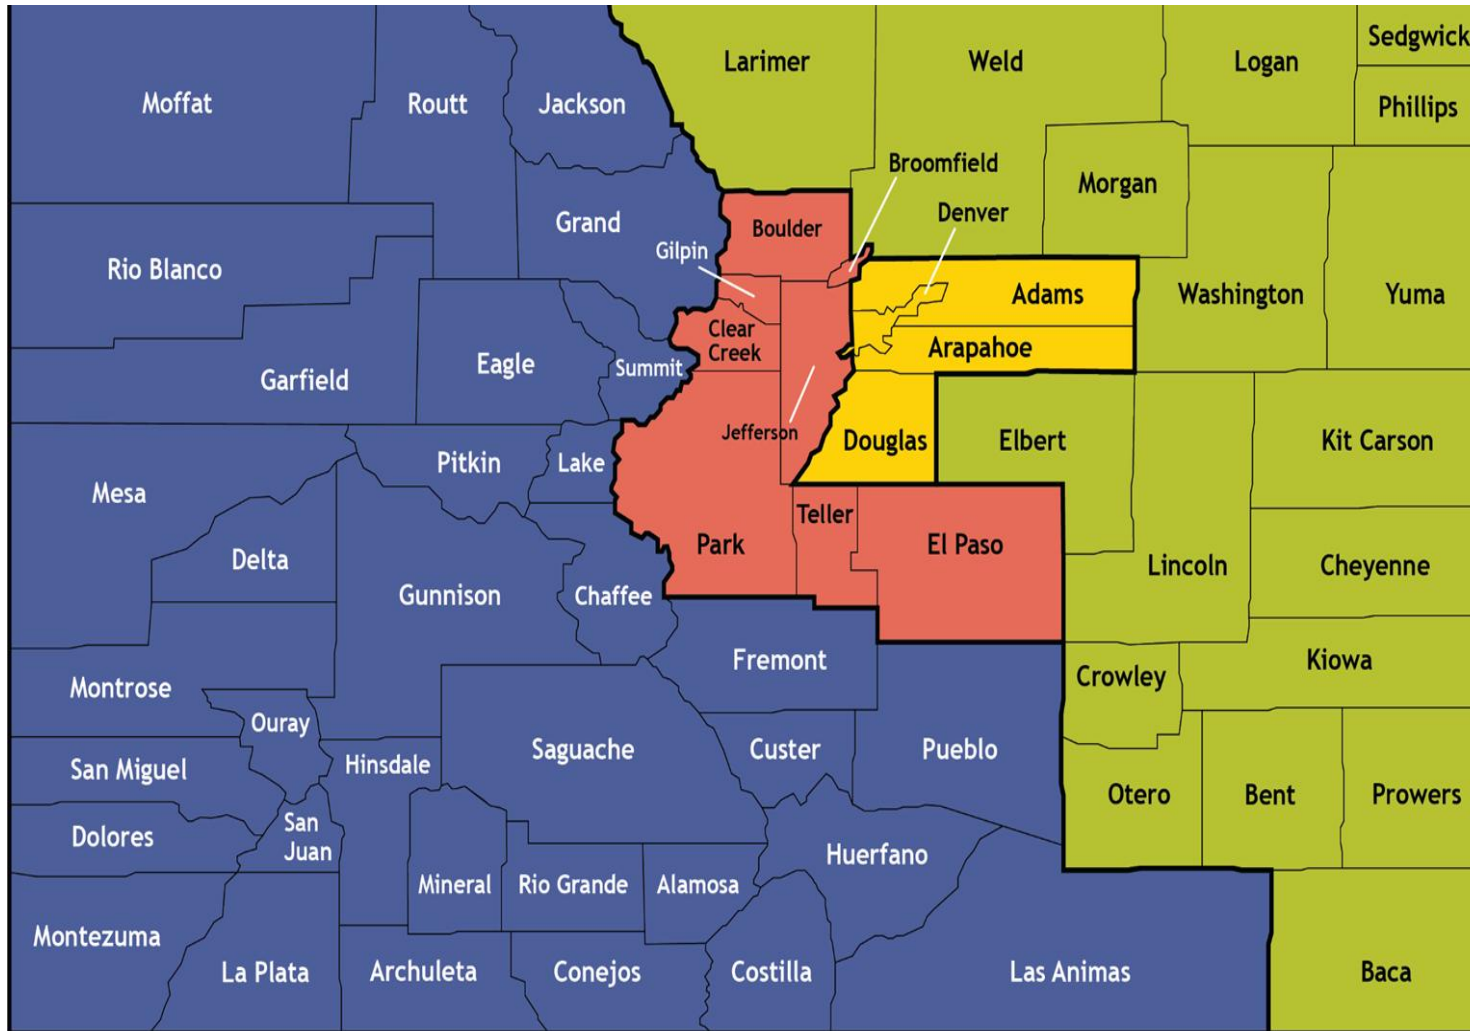 Sedgwick
Larimer
Weld
Logan
Moffat
Routt
Jackson
Phillips
Broomfield
Morgan
Denver
Grand
Boulder
Gilpin
Rio Blanco
Adams
Washington
Yuma
Clear
Creek
Arapahoe
Eagle
Summit
Garfield
Jefferson
Douglas
Elbert
Kit Carson
Pitkin
Lake
Mesa
Teller
Park
El Paso
Delta
Lincoln
Cheyenne
Gunnison
Chaffee
Fremont
Kiowa
Crowley
Montrose
Ouray
Saguache
Custer
Pueblo
San Miguel
Hinsdale
Otero
Bent
Prowers
Dolores
San
Juan
Huerfano
Mineral
Rio Grande
Alamosa
Montezuma
La Plata
Archuleta
Conejos
Costilla
Las Animas
Baca